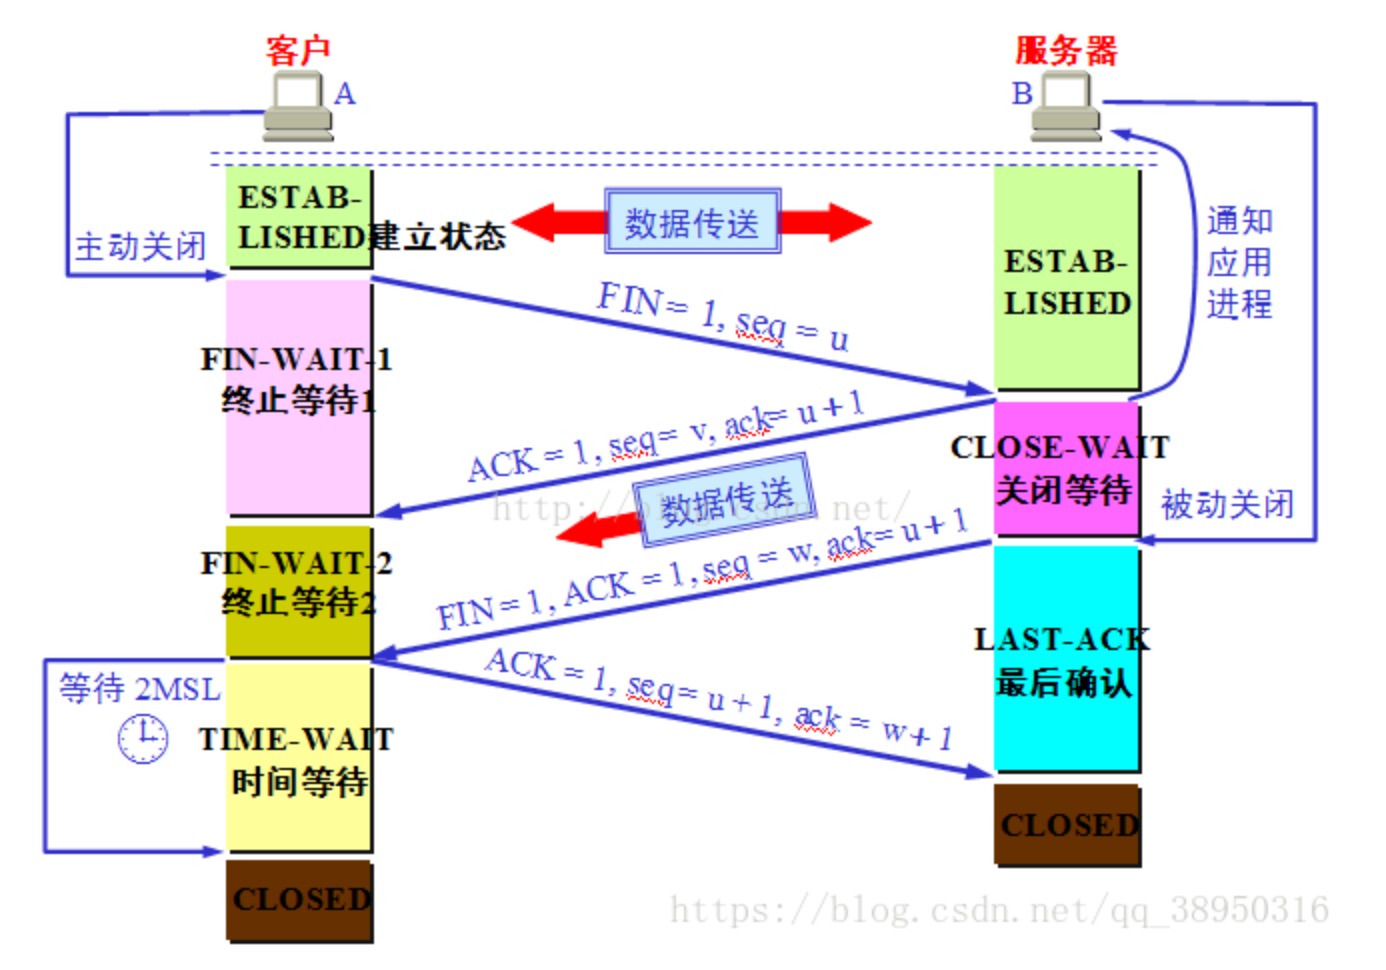 客户
服务器
A
B
ESTAB-
LISHED建立状态
数据传送
主动关闭
ESTAB-
LISHED
通知
应用
进程
FIN = 1, seq = u
FIN-WAIT-1
终止等待1
ACK = 1, seq= v, ack= u+1
CLOSE-WAIT
关闭等待
数据传送
http://blog.csdn.net/
被动关闭
FIN-WAIT-2
终止等待2
FIN=1, ACK = 1, seq = w, ack= u+1
LAST-ACK
最后确认
等待 2MSL
ACK = 1, seq= u+1, ack = w+1
TIME-WAIT
时间等待
CLOSED
CLOSED
https://blog.csdn.net/qq_38950316